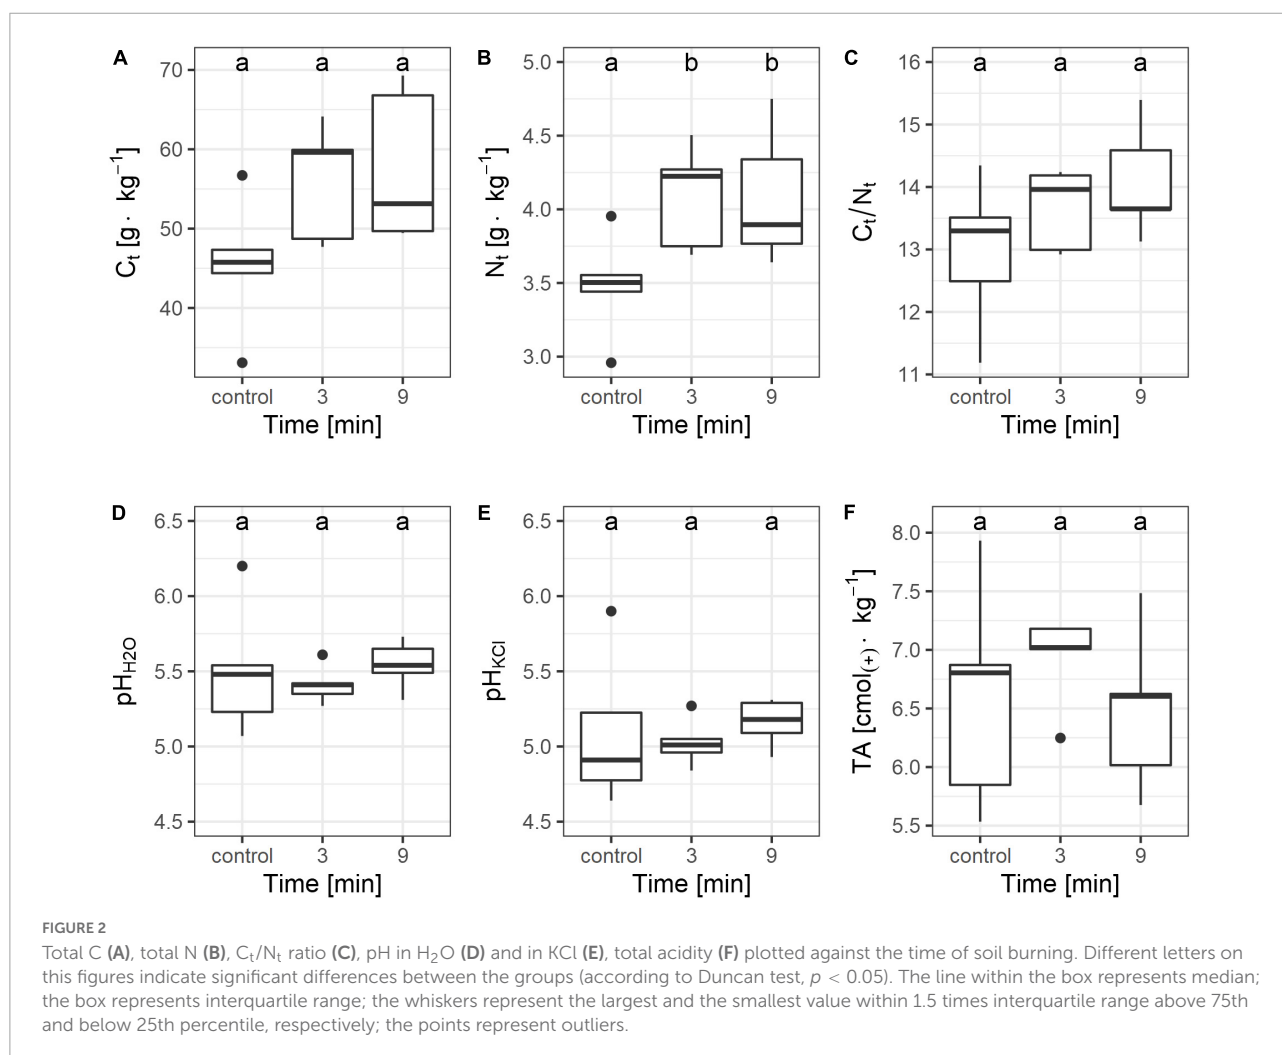 A
a a a
70
60
50
40
Ct [g · kg−1]
control 3 9
Time [min]
B
a b b
5.0
4.5
4.0
3.5
3.0
Nt [g · kg−1]
control 3 9
Time [min]
C
a a a
16
15
14
13
12
11
Ct/Nt
control 3 9
Time [min]
D
a a a
6.5
6.0
5.5
5.0
4.5
pHH2O
control 3 9
Time [min]
E
a a a
6.5
6.0
5.5
5.0
4.5
pHKCl
control 3 9
Time [min]
F
a a a
8.0
7.5
7.0
6.5
6.0
5.5
TA [cmol(+) · kg−1]
control 3 9
Time [min]
FIGURE 2
Total C (A), total N (B), Ct/Nt ratio (C), pH in H2O (D) and in KCl (E), total acidity (F) plotted against the time of soil burning. Different letters on
this figures indicate significant differences between the groups (according to Duncan test, p < 0.05). The line within the box represents median;
the box represents interquartile range; the whiskers represent the largest and the smallest value within 1.5 times interquartile range above 75th
and below 25th percentile, respectively; the points represent outliers.